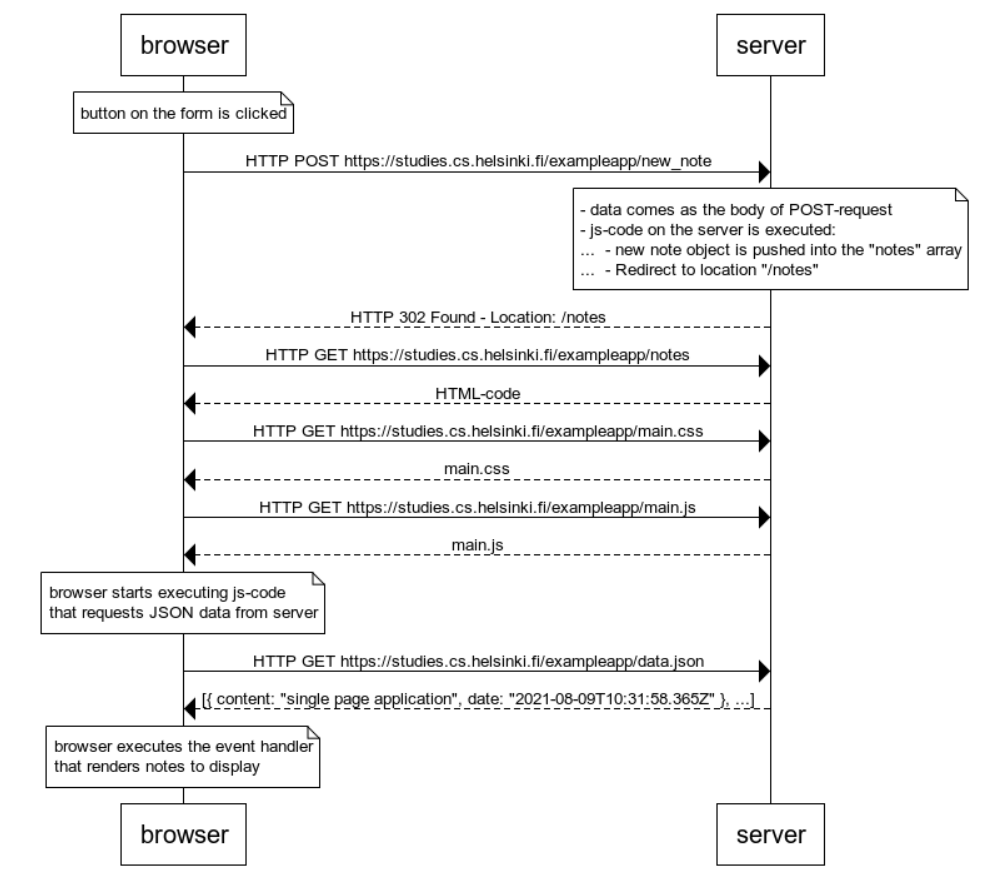 browser
server
button on the form is clicked
HTTP POST https://studies.cs.helsinki.fi/exampleapp/new_note
- data comes as the body of POST-request
- js-code on the server is executed:
... - new note object is pushed into the "notes" array
... - Redirect to location "/notes"
HTTP 302 Found - Location: /notes
HTTP GET https://studies.cs.helsinki.fi/exampleapp/notes
HTML-code
HTTP GET https://studies.cs.helsinki.fi/exampleapp/main.css
main.css
HTTP GET https://studies.cs.helsinki.fi/exampleapp/main.js
main.js
browser starts executing js-code
that requests JSON data from server
HTTP GET https://studies.cs.helsinki.fi/exampleapp/data.json
[{ content: "single page application", date: "2021-08-09T10:31:58.365Z" }, ...]
browser executes the event handler
that renders notes to display
browser
server